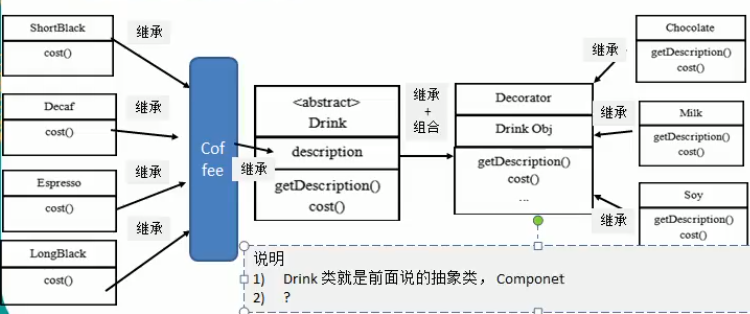 ShortBlack
cost()
继承
Decaf
cost()
继承
Espresso
cost()
继承
LongBlack
cost()
继承
Cof
fee
继承
<abstract>
Drink
description
getDescription()
cost()
继承
+
组合
Decorator
Drink Obj
getDescription()
cost()
...
Chocolate
getDescription()
cost()
继承
Milk
getDescription()
cost()
继承
Soy
getDescription()
cost()
继承
说明
1) Drink 类就是前面说的抽象类， Componet
2) ?